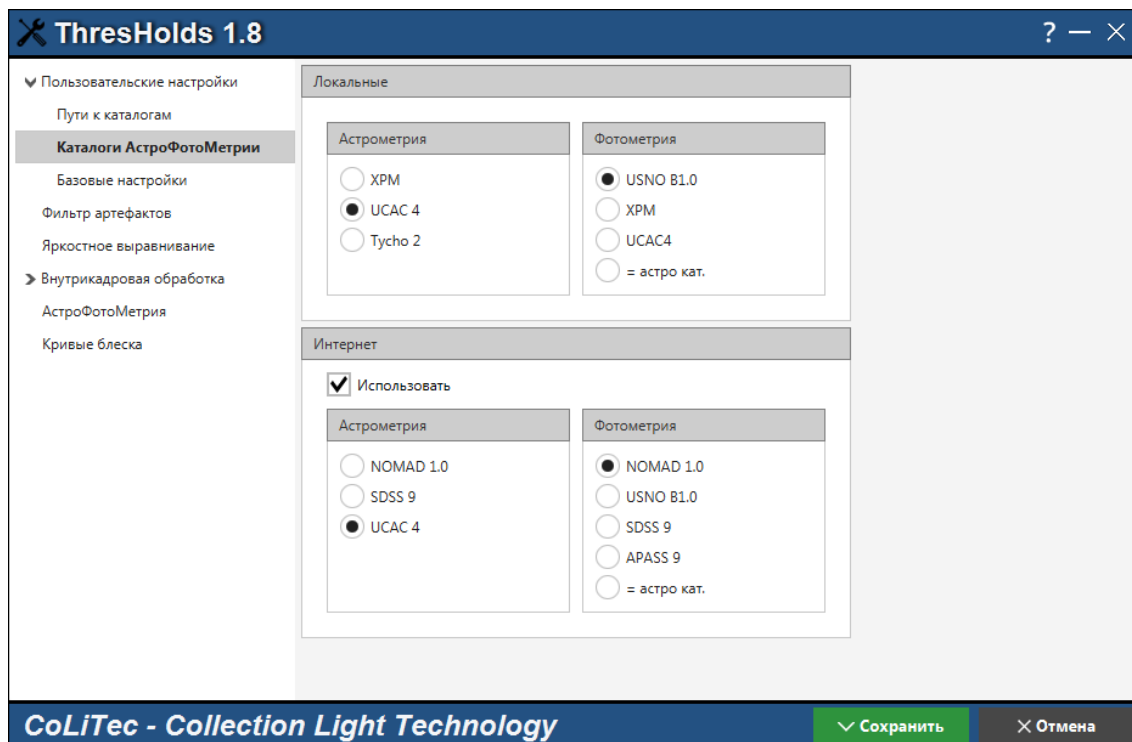 ThresHolds 1.8
? — ×
Пользовательские настройки
Пути к каталогам
Каталоги АстроФотоМетрии
Базовые настройки
Фильтр артефактов
Яркостное выравнивание
Внутрикадровая обработка
АстроФотоМетрия
Кривые блеска
Локальные
Астрометрия
XPM
UCAC 4
Tycho 2
Фотометрия
USNO B1.0
XPM
UCAC4
= астро кат.
Интернет
Использовать
Астрометрия
NOMAD 1.0
SDSS 9
UCAC 4
Фотометрия
NOMAD 1.0
USNO B1.0
SDSS 9
APASS 9
= астро кат.
CoLiTec - Collection Light Technology
Сохранить
Отмена